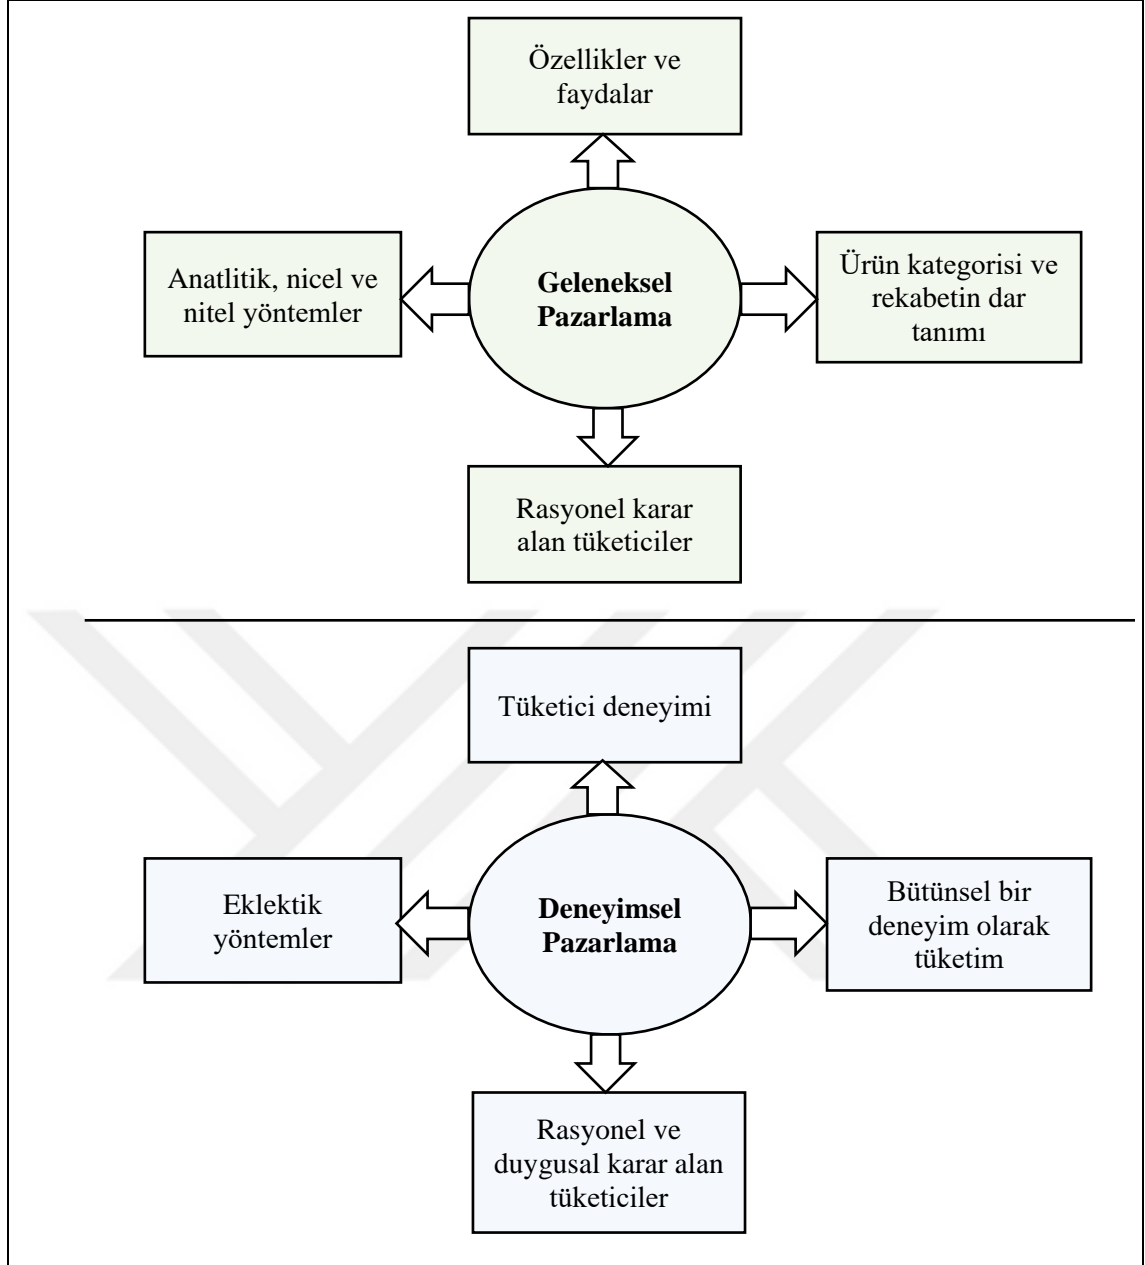 Özellikler ve
faydalar
Anatlitik, nicel ve
nitel yöntemler
Geleneksel
Pazarlama
Ürün kategorisi ve
rekabetin dar
tanımı
Rasyonel karar
alan tüketiciler
Tüketici deneyimi
Eklektik
yöntemler
Deneyimsel
Pazarlama
Bütünsel bir
deneyim olarak
tüketim
Rasyonel ve
duygusal karar alan
tüketiciler